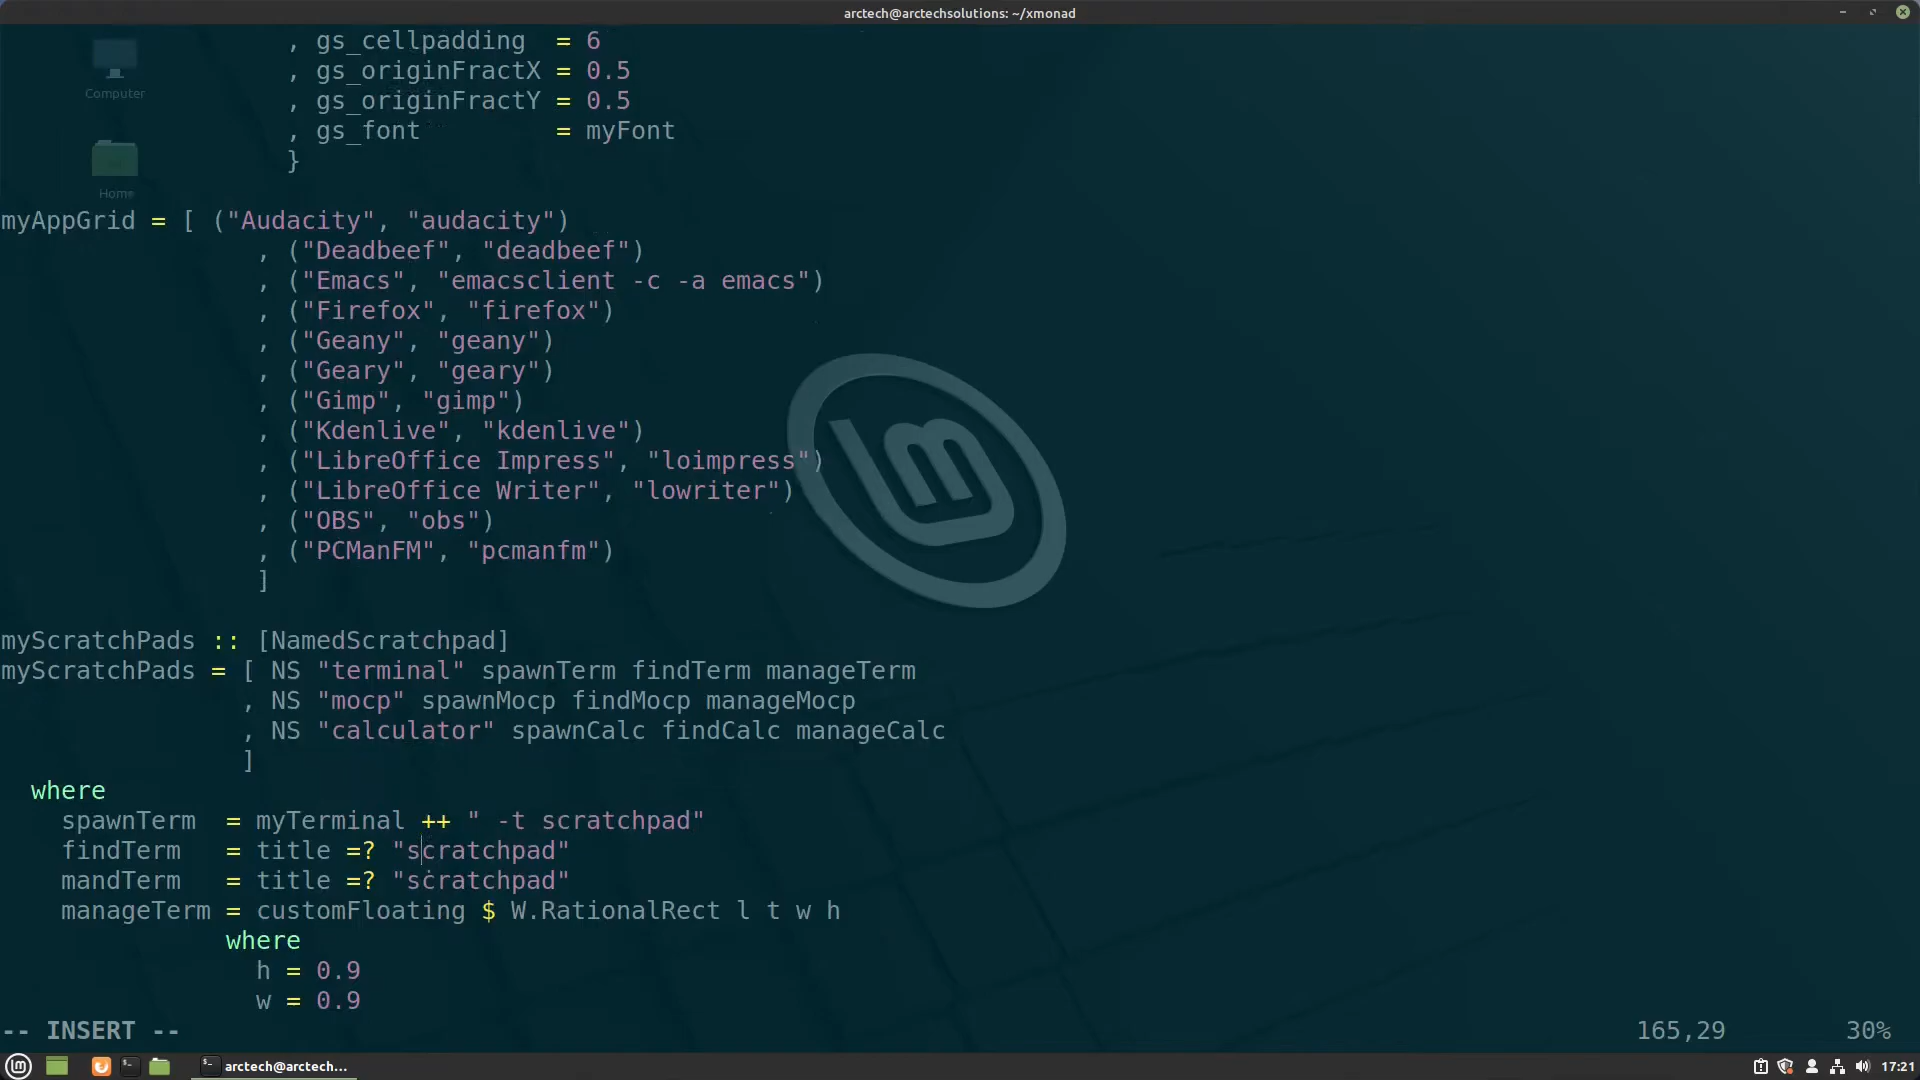 arctech@arctechsolutions: ~/xmonad
Computer
Home
, gs_cellpadding  = 6
, gs_originFractX = 0.5
, gs_originFractY = 0.5
, gs_font         = myFont
}
myAppGrid = [ ("Audacity", "audacity")
, ("Deadbeef", "deadbeef")
, ("Emacs", "emacsclient -c -a emacs")
, ("Firefox", "firefox")
, ("Geany", "geany")
, ("Geary", "geary")
, ("Gimp", "gimp")
, ("Kdenlive", "kdenlive")
, ("LibreOffice Impress", "loimpress")
, ("LibreOffice Writer", "lowriter")
, ("OBS", "obs")
, ("PCManFM", "pcmanfm")
]
myScratchPads :: [NamedScratchpad]
myScratchPads = [ NS "terminal" spawnTerm findTerm manageTerm
, NS "mocp" spawnMocp findMocp manageMocp
, NS "calculator" spawnCalc findCalc manageCalc
]
where
spawnTerm  = myTerminal ++ " -t scratchpad"
findTerm   = title =? "scratchpad"
mandTerm   = title =? "scratchpad"
manageTerm = customFloating $ W.RationalRect l t w h
where
h = 0.9
w = 0.9
-- INSERT --
165,29
30%
arctech@arctech...
17:21